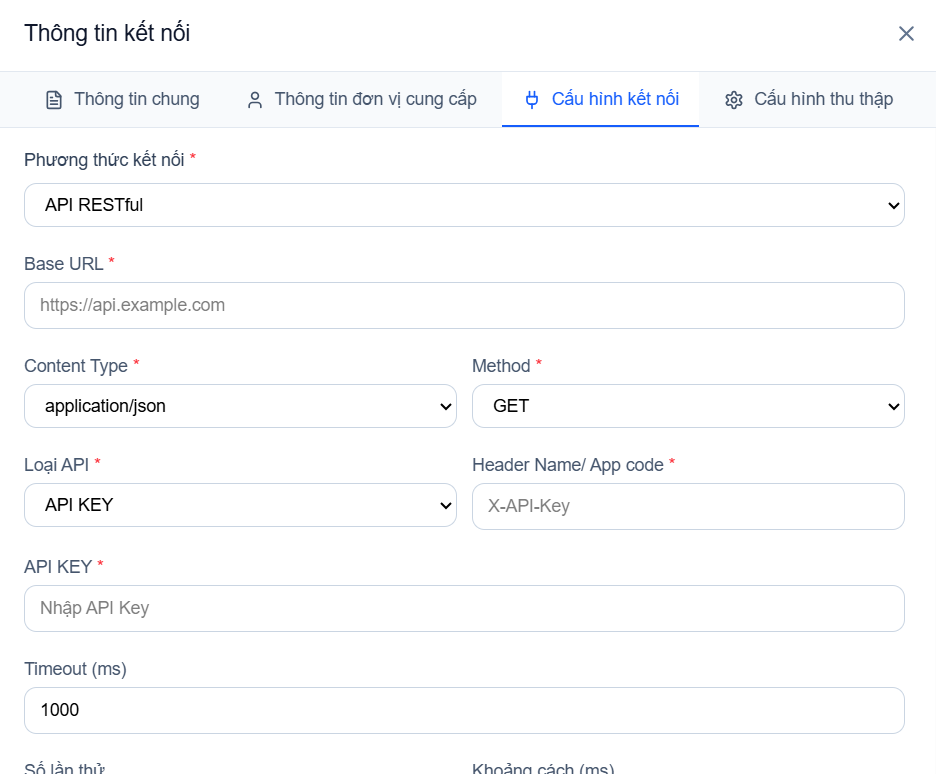 Thông tin kết nối
Thông tin chung Thông tin đơn vị cung cấp Cấu hình kết nối Cấu hình thu thập
Phương thức kết nối *
API RESTful
Base URL *
https://api.example.com
Content Type * Method *
application/json GET
Loại API * Header Name/ App code *
API KEY X-API-Key
API KEY *
Nhập API Key
Timeout (ms)
1000
Số lần thử Khoảng cách (ms)